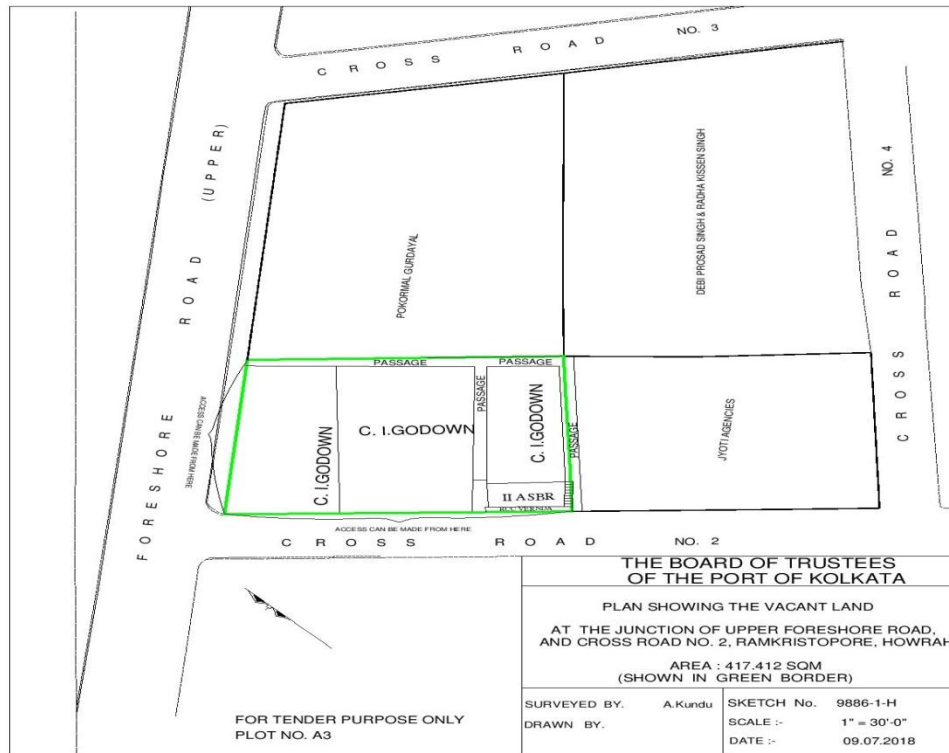 CROSS ROAD NO. 3
FORESHORE ROAD (UPPER)
POKORMAL GURDAYAL
DEBI PROSAD SINGH & RADHA KISSEN SINGH
CROSS ROAD NO. 4
PASSAGE
PASSAGE
ACCESS CAN BE MADE FROM HERE
C. I.GODOWN
C. I.GODOWN
PASSAGE
C. I.GODOWN
PASSAGE
JYOTI AGENCIES
II ASBR
RCC VERNDA
ACCESS CAN BE MADE FROM HERE
CROSS ROAD NO. 2
THE BOARD OF TRUSTEES
OF THE PORT OF KOLKATA
PLAN SHOWING THE VACANT LAND
AT THE JUNCTION OF UPPER FORESHORE ROAD,
AND CROSS ROAD NO. 2, RAMKRISTOPORE, HOWRAH
AREA : 417.412 SQM
(SHOWN IN GREEN BORDER)
SURVEYED BY. A.Kundu
DRAWN BY.
SKETCH No. 9886-1-H
SCALE :- 1" = 30'-0"
DATE :- 09.07.2018
FOR TENDER PURPOSE ONLY
PLOT NO. A3